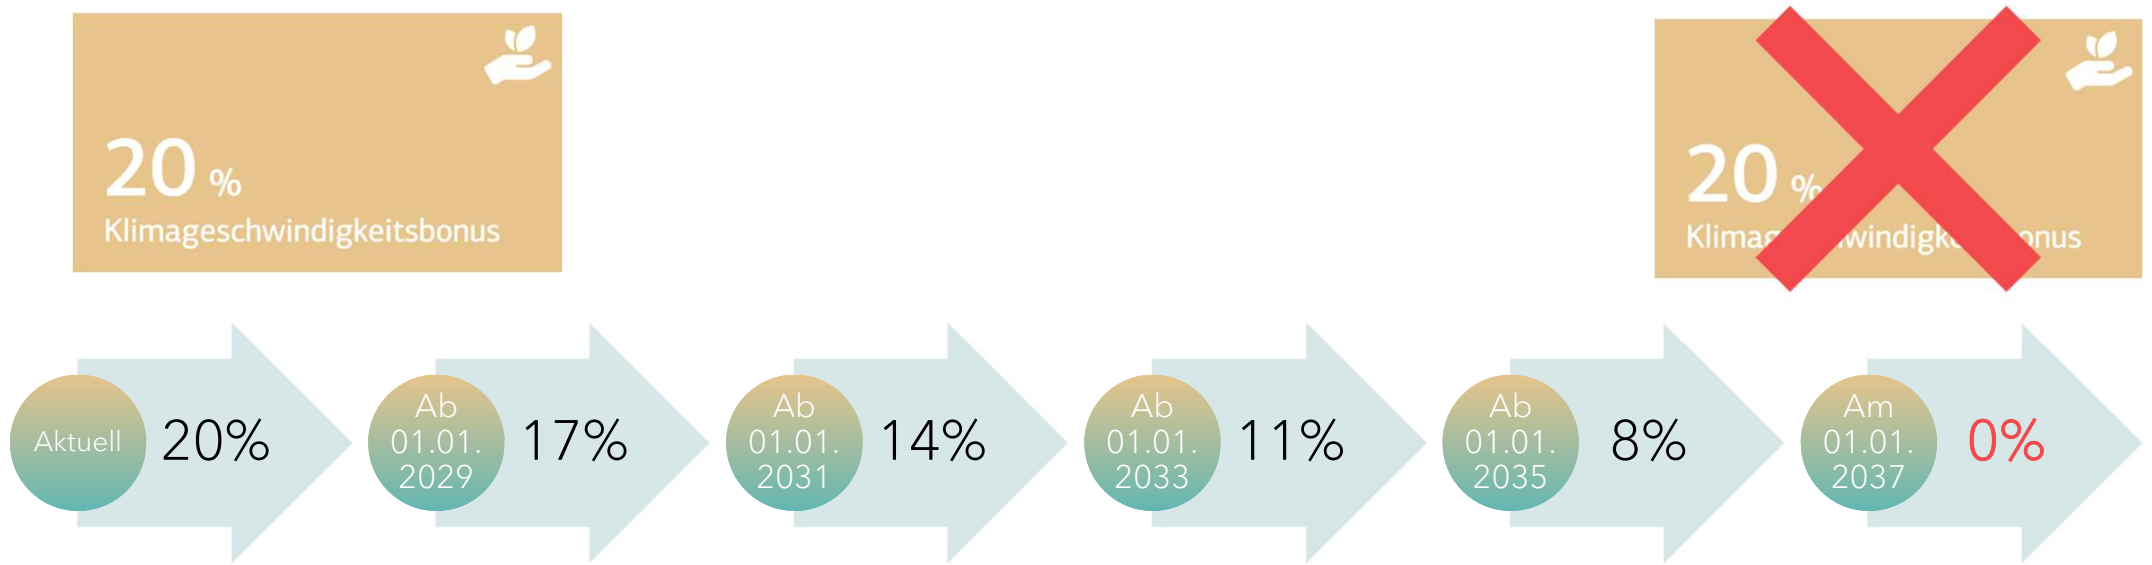 20 %
Klimageschwindigkeitsbonus
20 %
Aktuell
20%
Ab
01.01.
2029
17%
Ab
01.01.
2031
14%
Ab
01.01.
2033
11%
Ab
01.01.
2035
8%
Am
01.01.
2037
0%